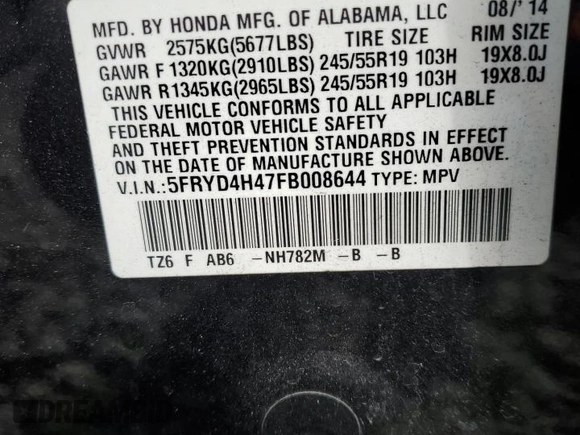 MFD. BY HONDA MFG. OF ALABAMA, LLC 08/' 14
GVWR 2575KG(5677LBS) TIRE SIZE RIM SIZE
GAWR F 1320KG(2910LBS) 245/55R19 103H 19X8.0J
GAWR R1345KG(2965LBS) 245/55R19 103H 19X8.0J
THIS VEHICLE CONFORMS TO ALL APPLICABLE
FEDERAL MOTOR VEHICLE SAFETY
AND THEFT PREVENTION STANDARDS IN EFFECT
ON THE DATE OF MANUFACTURE SHOWN ABOVE.
V.I.N.:5FRYD4H47FB008644 TYPE: MPV
TZ6 F AB6 -NH782M -B -B